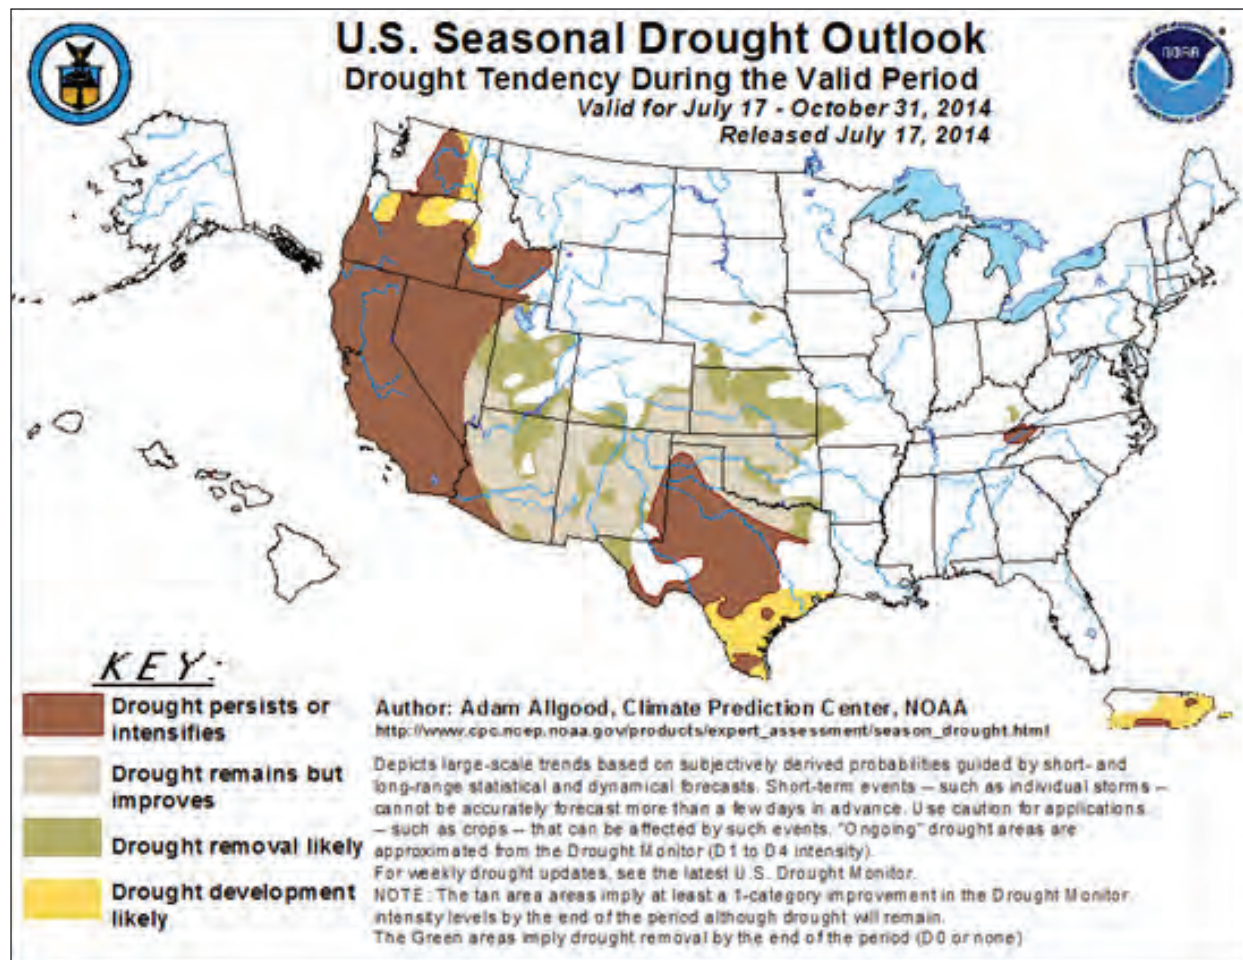 U.S. Seasonal Drought Outlook
Drought Tendency During the Valid Period
Valid for July 17 - October 31, 2014
Released July 17, 2014
NOAA
KEY:
Drought persists or
intensifies
Drought remains but
improves
Drought removal likely
Drought development
likely
Author: Adam Allgood, Climate Prediction Center, NOAA
http://www.cpc.ncep.noaa.gov/products/expert_assessment/season_drought.html
Depicts large-scale trends based on subjectively derived probabilities guided by short- and
long-range statistical and dynamical forecasts. Short-term events -- such as individual storms --
cannot be accurately forecast more than a few days in advance. Use caution for applications
-- such as crops -- that can be affected by such events. "Ongoing" drought areas are
approximated from the Drought Monitor (D1 to D4 intensity).
For weekly drought updates, see the latest U.S. Drought Monitor.
NOTE: The tan area areas imply at least a 1-category improvement in the Drought Monitor
intensity levels by the end of the period although drought will remain.
The Green areas imply drought removal by the end of the period (D0 or none)